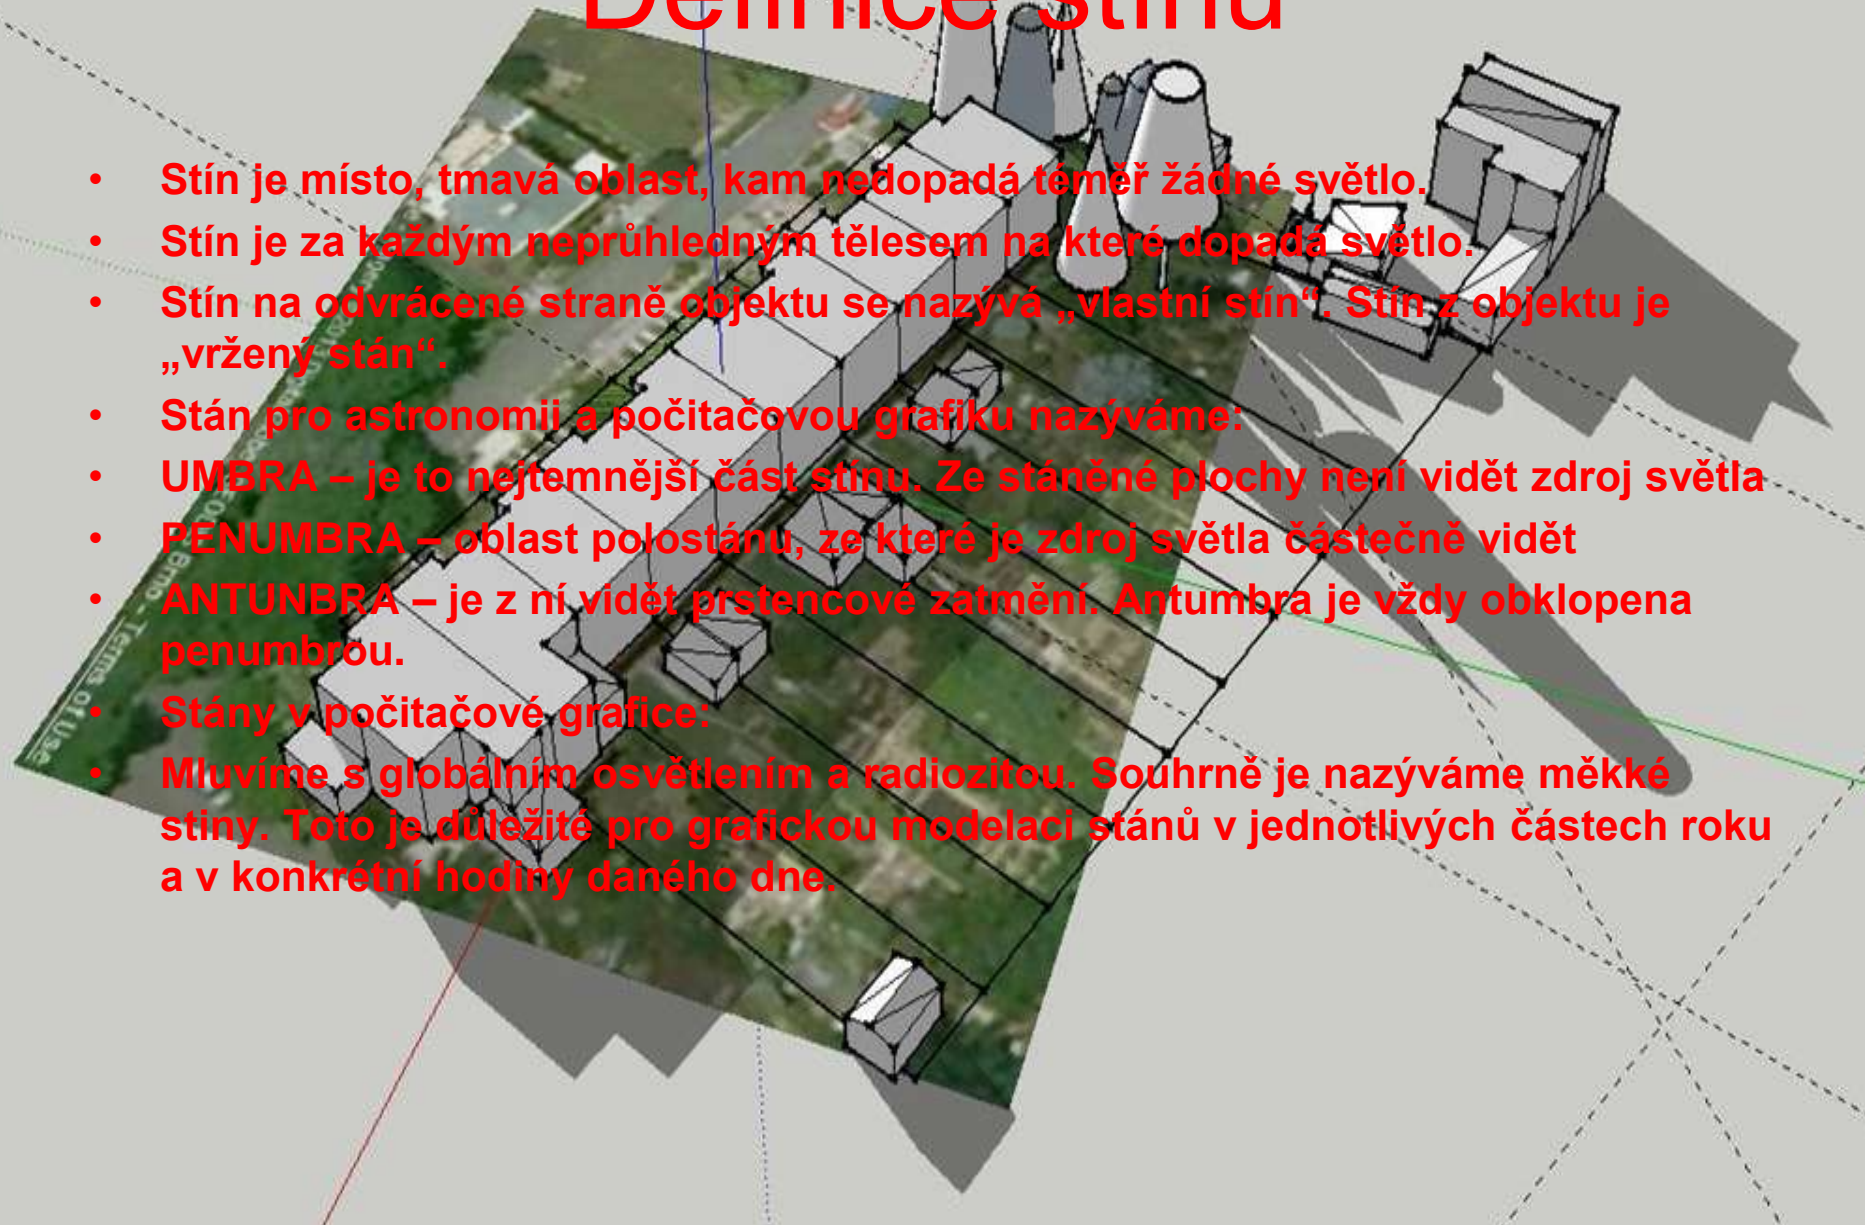 Definice stínu
• Stín je místo, tmavá oblast, kam nedopadá téměř žádné světlo.
• Stín je za každým neprůhledným tělesem na které dopadá světlo.
• Stín na odvrácené straně objektu se nazývá „vlastní stín“. Stín z objektu je
„vržený stán“.
• Stán pro astronomii a počitačovou grafiku nazýváme:
• UMBRA – je to nejtemnější část stínu. Ze stáněné plochy není vidět zdroj světla
• PENUMBRA – oblast polostánu, ze které je zdroj světla částečně vidět
• ANTUNBRA – je z ní vidět prstencové zatmění. Antumbra je vždy obklopena
penumbrou.
• Stány v počitačové grafice:
• Mluvíme s globálním osvětlením a radiozitou. Souhrně je nazýváme měkké
stiny. Toto je důležité pro grafickou modelaci stánů v jednotlivých částech roku
a v konkrétní hodiny daného dne.
Brno - Terms of Use